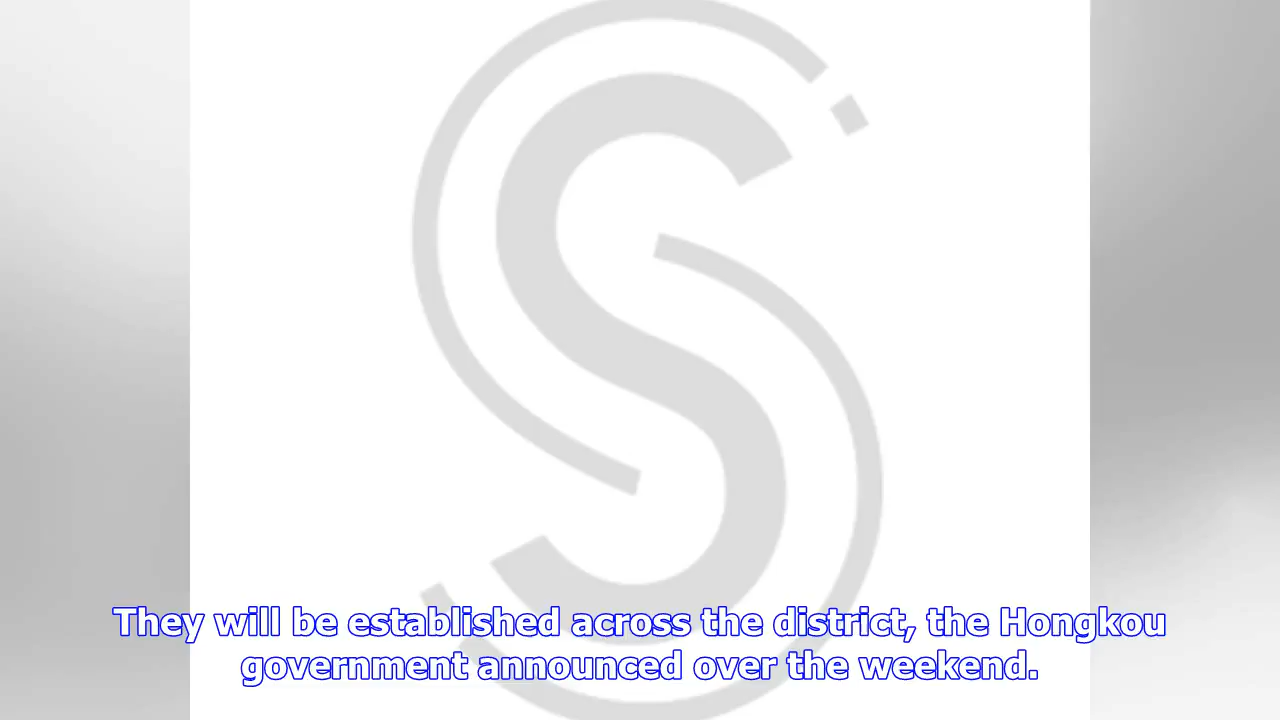 They will be established across the district, the Hongkou
government announced over the weekend.